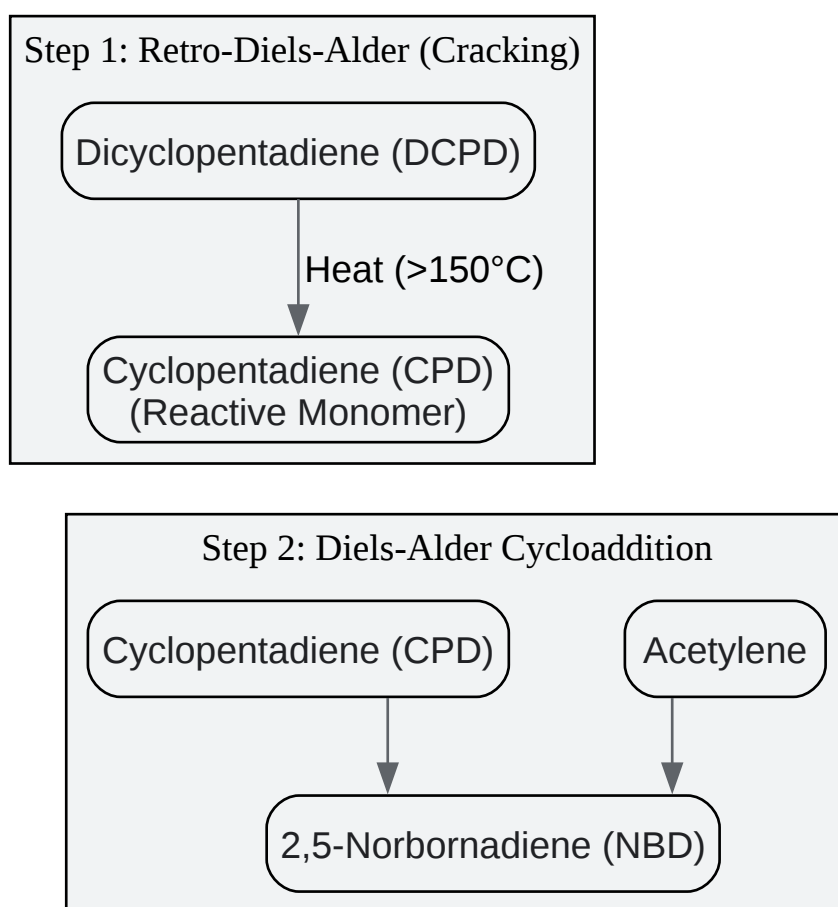 Step 1: Retro-Diels-Alder (Cracking)
Dicyclopentadiene (DCPD)
Heat (>150°C)
Cyclopentadiene (CPD)
(Reactive Monomer)
Step 2: Diels-Alder Cycloaddition
Cyclopentadiene (CPD)
Acetylene
2,5-Norbornadiene (NBD)